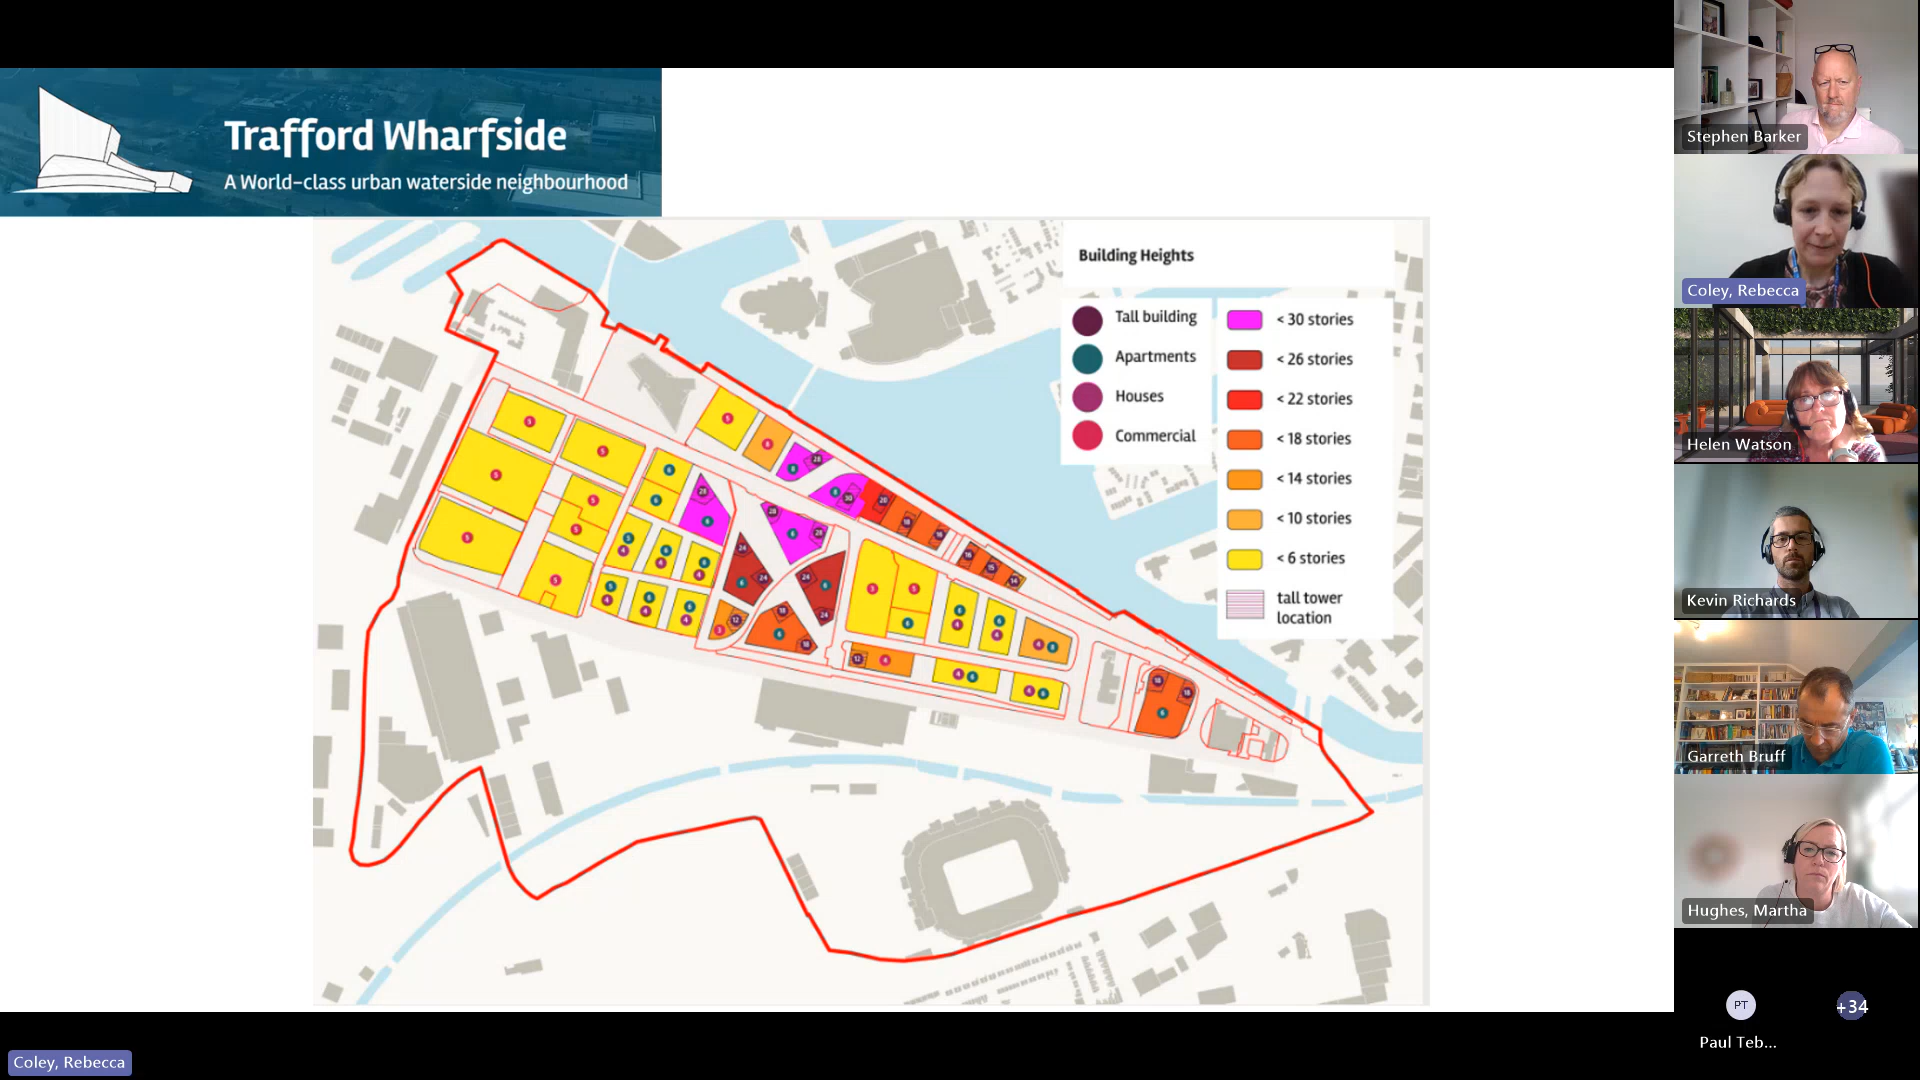 Trafford Wharfside
A World-class urban waterside neighbourhood
Building Heights
Tall building
Apartments
Houses
Commercial
< 30 stories
< 26 stories
< 22 stories
< 18 stories
< 14 stories
< 10 stories
< 6 stories
tall tower
location
Stephen Barker
Coley, Rebecca
Helen Watson
Kevin Richards
Garreth Bruff
Hughes, Martha
PT
+34
Paul Teb...
Coley, Rebecca